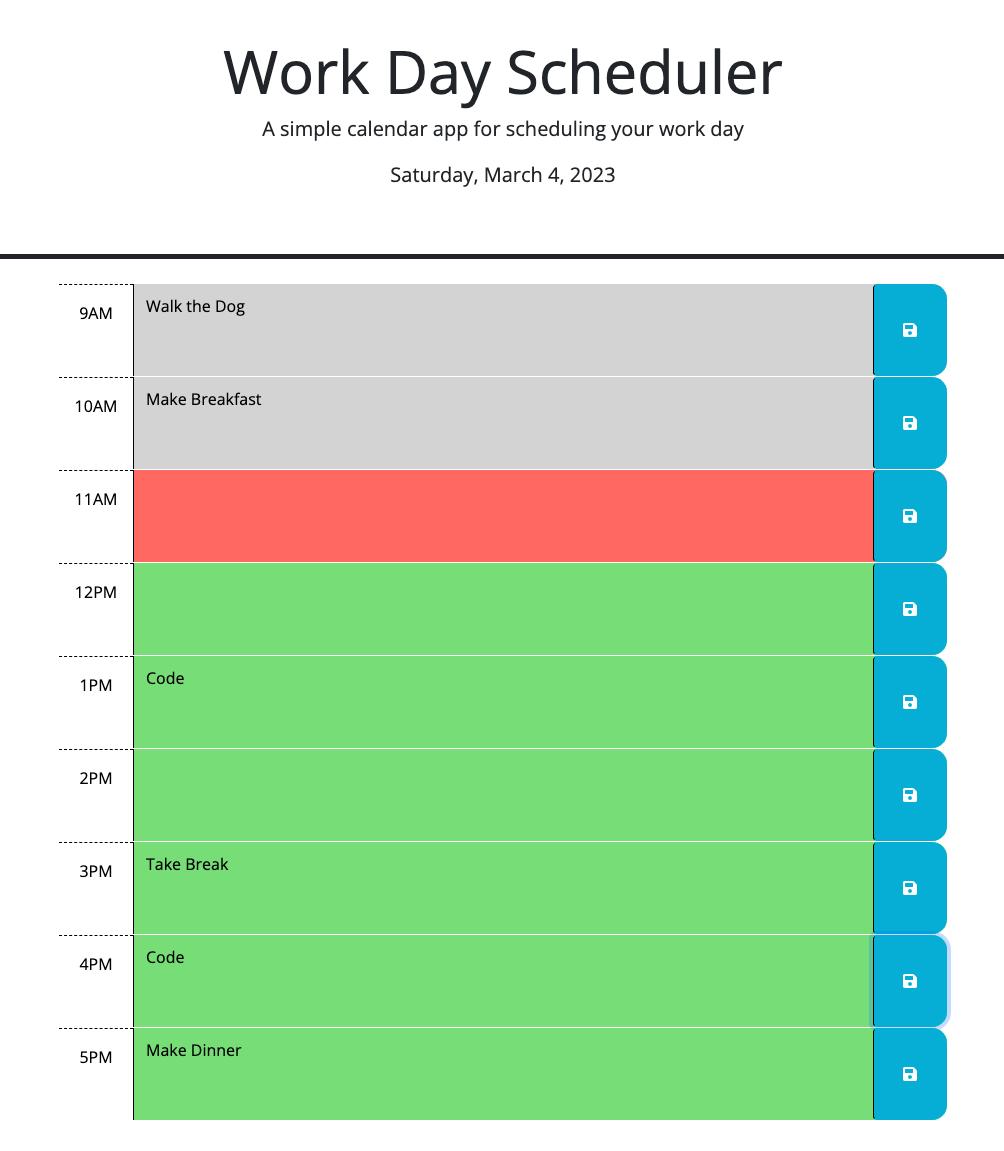 Work Day Scheduler
A simple calendar app for scheduling your work day
Saturday, March 4, 2023
9AM Walk the Dog
10AM Make Breakfast
11AM
12PM
1PM Code
2PM
3PM Take Break
4PM Code
5PM Make Dinner